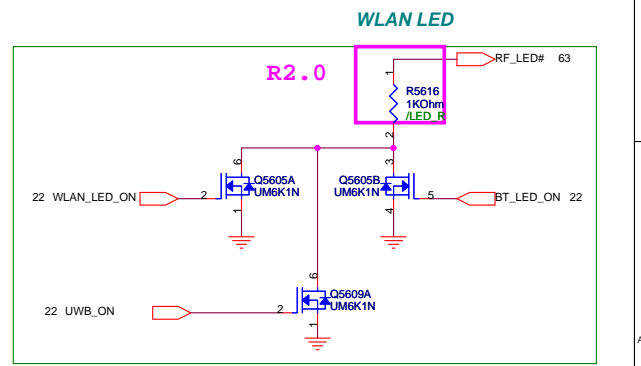 WLAN LED
R2.0
1
RF_LED# 63
R5616
1KOhm
/LED_R
2
6
3
Q5605A
UM6K1N
Q5605B
UM6K1N
22 WLAN_LED_ON
2
5
BT_LED_ON 22
1
4
6
Q5609A
UM6K1N
22 UWB_ON
2
1
A